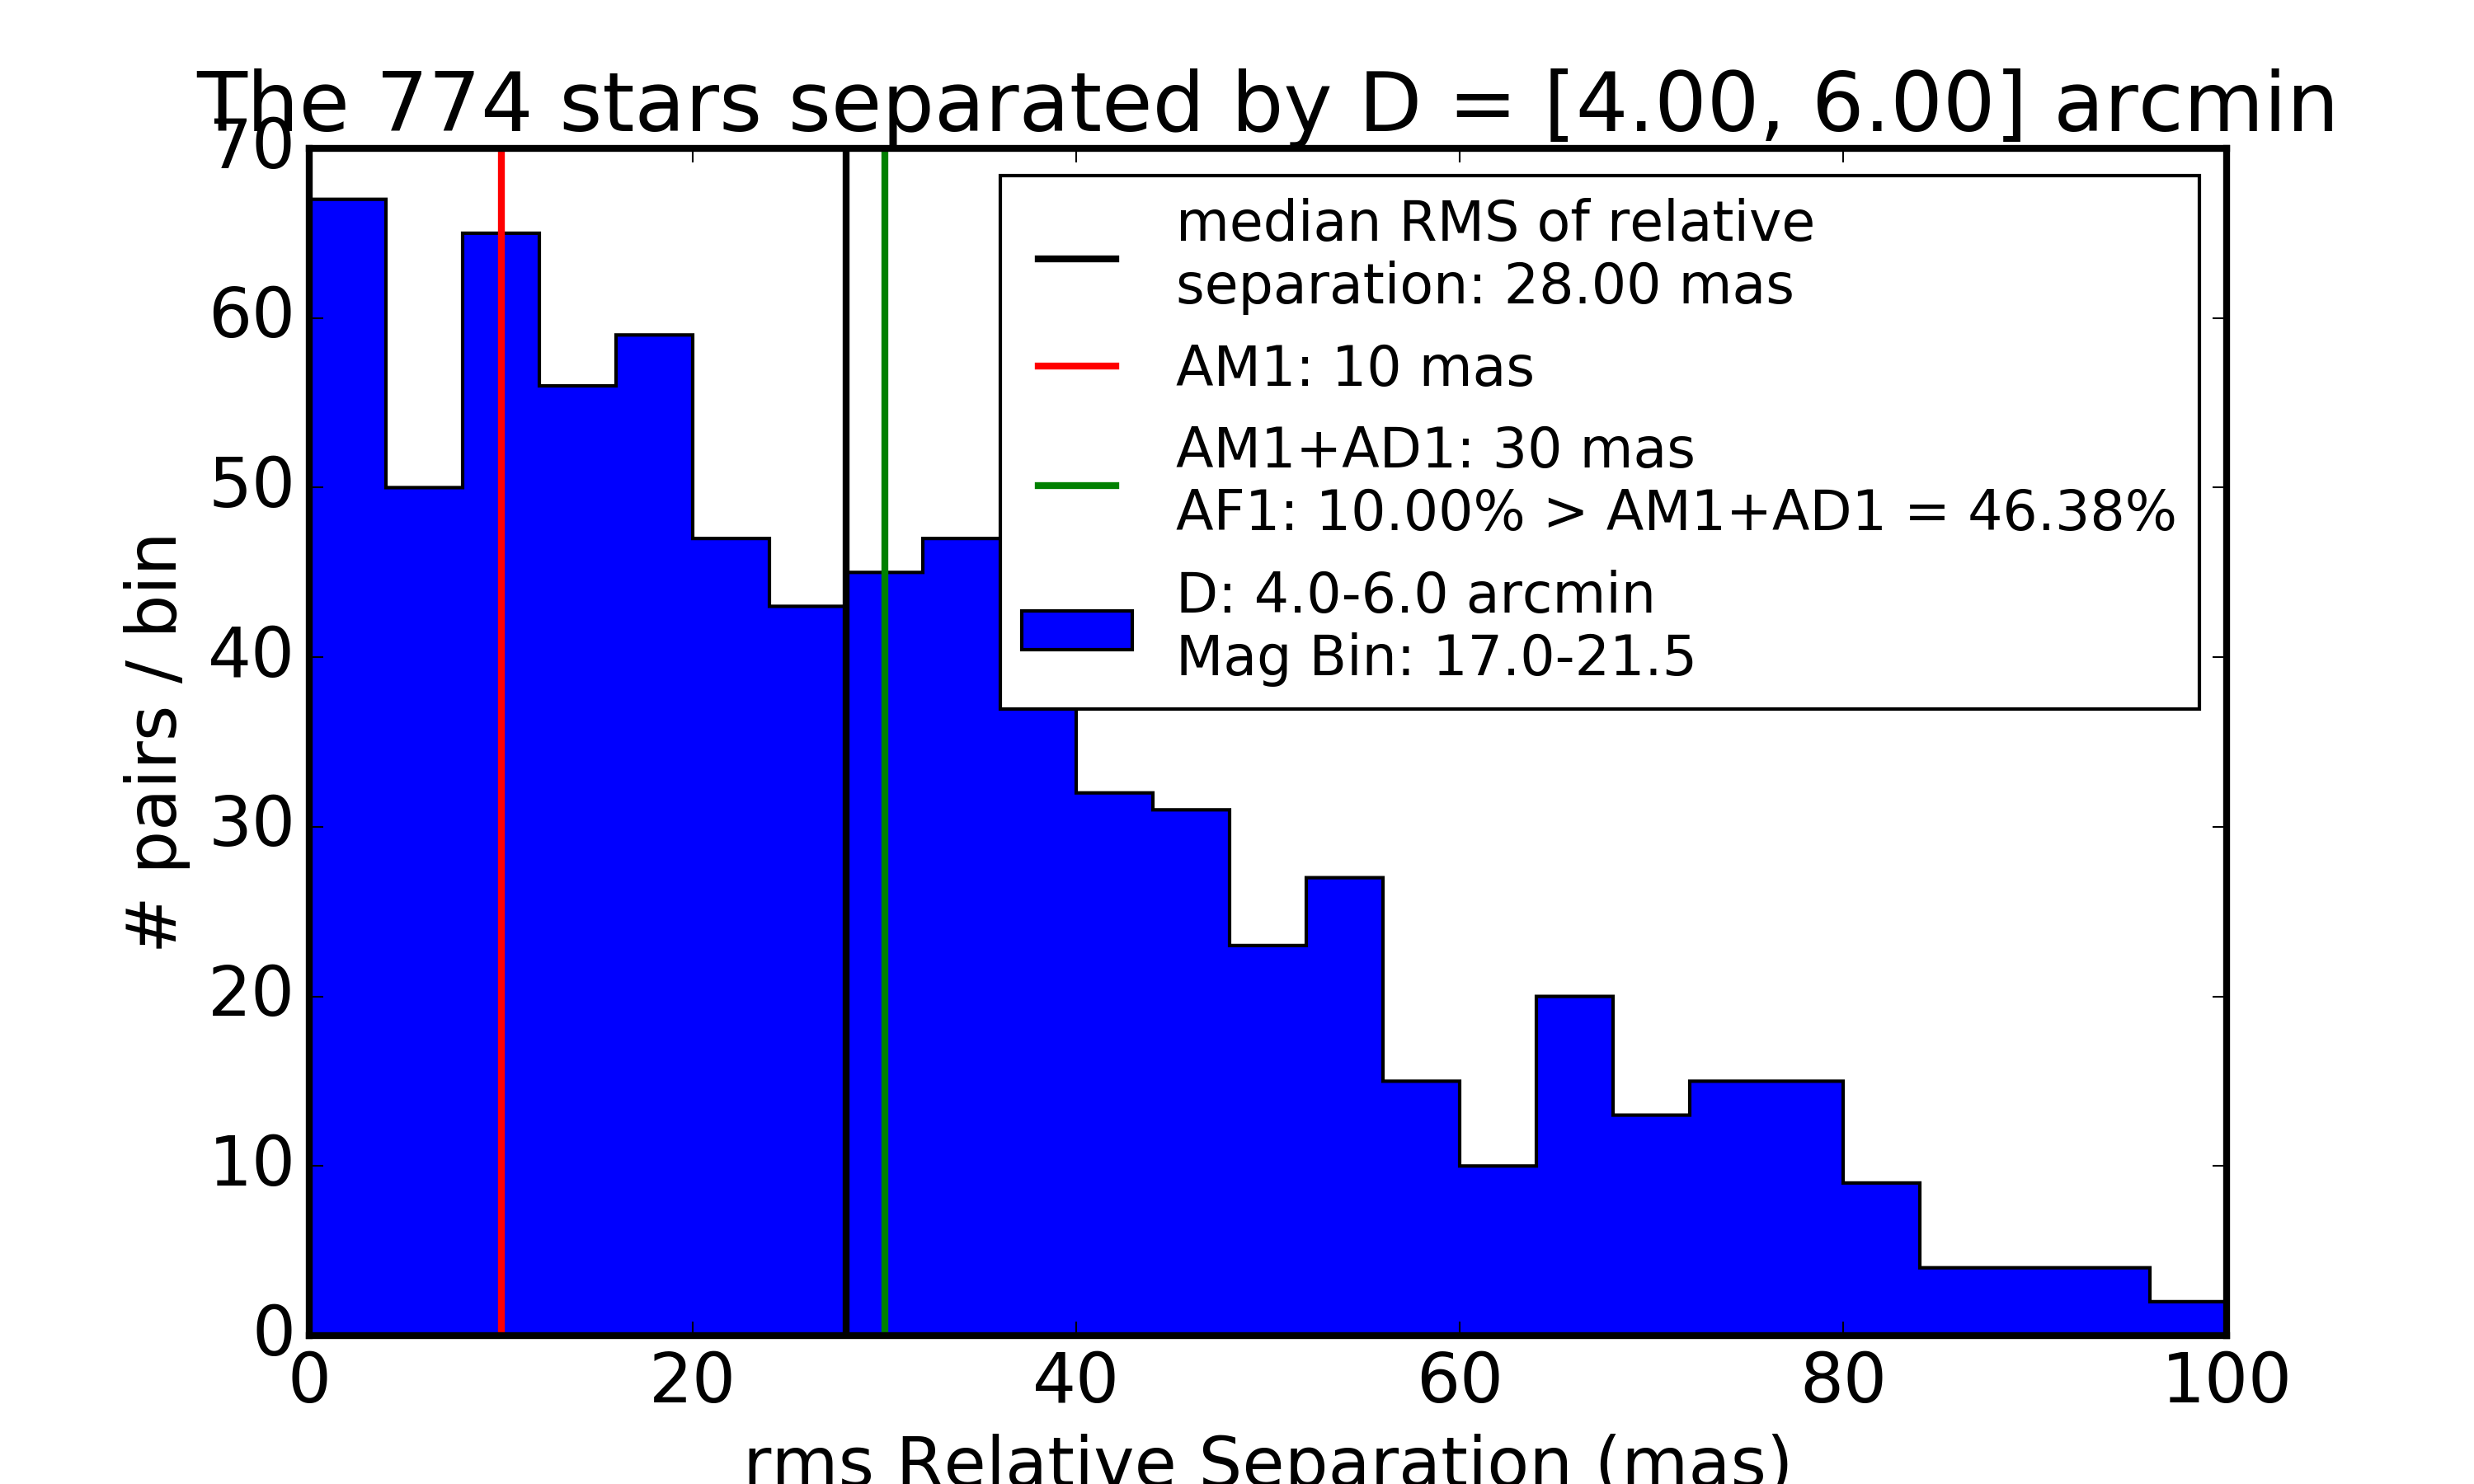 The 774 stars separated by D = [4.00, 6.00] arcmin
70
60
50
40
30
20
10
0
# pairs / bin
median RMS of relative
separation: 28.00 mas
AM1: 10 mas
AM1+AD1: 30 mas
AF1: 10.00% > AM1+AD1 = 46.38%
D: 4.0-6.0 arcmin
Mag Bin: 17.0-21.5
0 20 40 60 80 100
rms Relative Separation (mas)